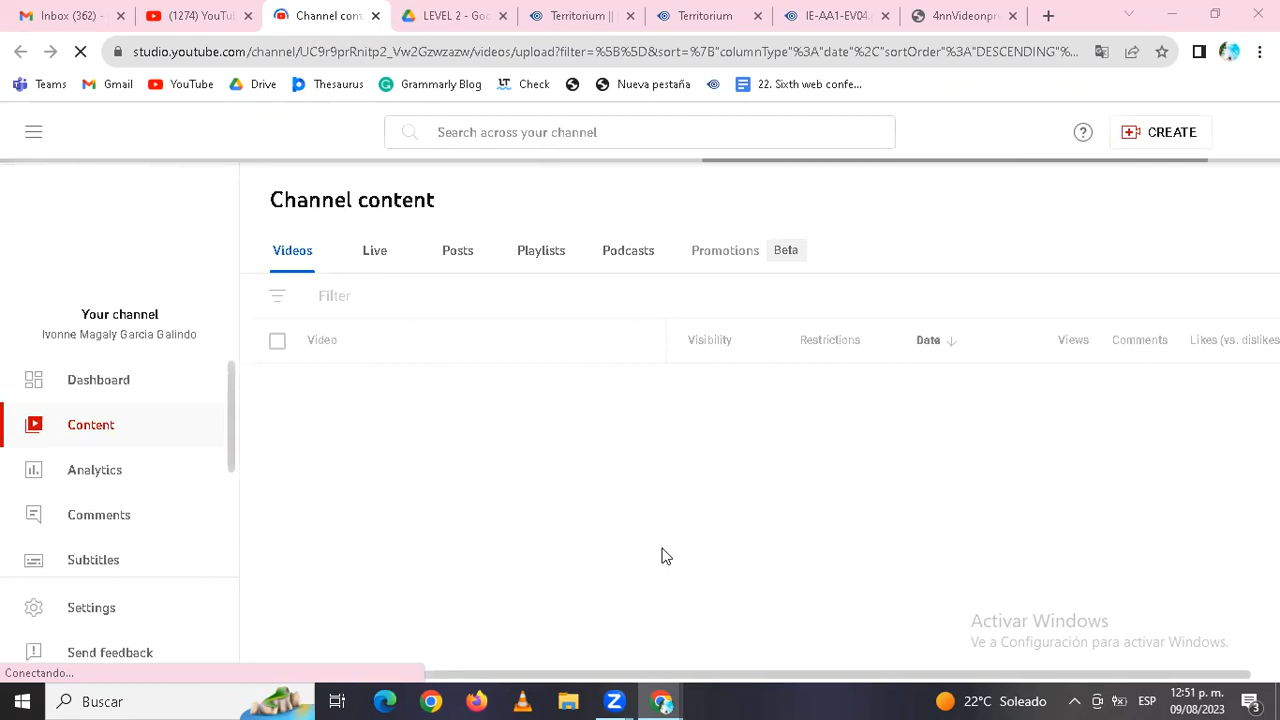 (362) -
(1274) YouTu
Channel cont
LEVEL 2 - Goo
Territorium ||
Territorium
IE-AA1-EV04.
4nnVideonpr
studio.youtube.com/channel/UC9r9prRnitp2_Vw2Gzwzazw/videos/upload?filter=%5B%5D&sort=%7B"columnType"%3A"date"%2C"sortOrder"%3A"DESCENDING"%...
Teams
Gmail
YouTube
Drive
Thesaurus
Grammarly Blog
Check
Nueva pestaña
22. Sixth web confe...
Search across your channel
CREATE
Channel content
Videos
Live
Posts
Playlists
Podcasts
Promotions
Beta
Filter
Video
Visibility
Restrictions
Date
Views
Comments
Likes (vs. dislikes
Your channel
Ivonne Magaly Garcia Galindo
Dashboard
Content
Analytics
Comments
Subtitles
Settings
Send feedback
Activar Windows
Ve a Configuración para activar Windows.
Conectando...
Buscar
22°C Soleado
ESP
12:51 p. m.
09/08/2023
3